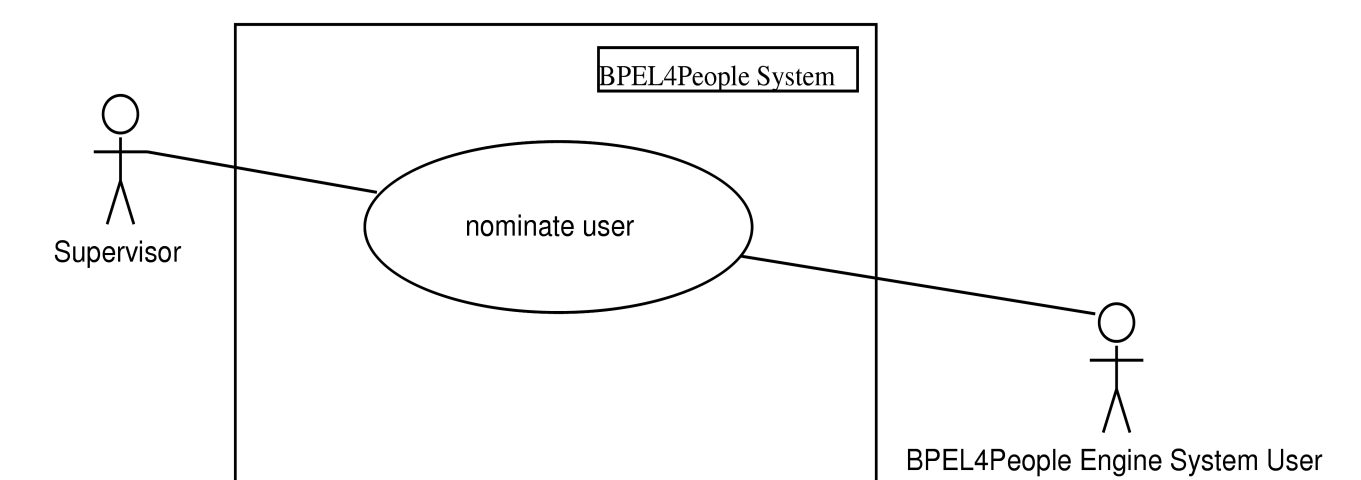 BPEL4People System
nominate user
Supervisor
BPEL4People Engine System User